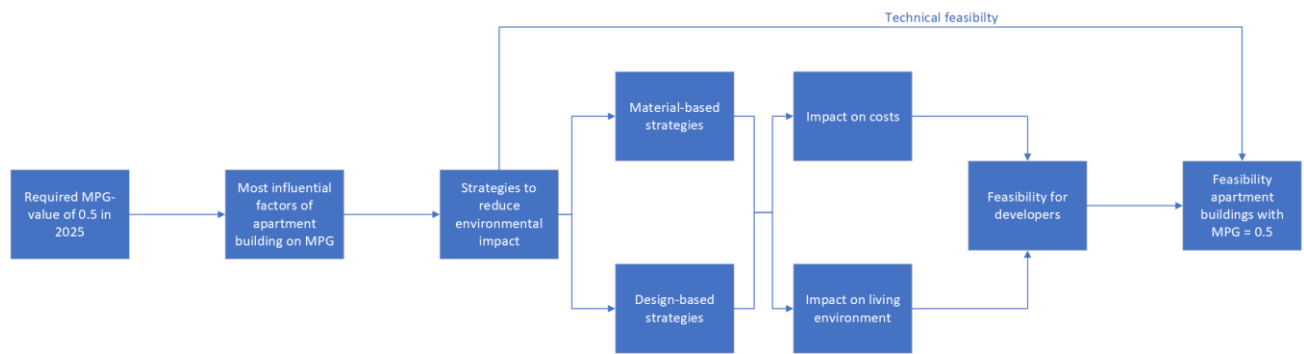 Technical feasibilty
Material-based
strategies
Impact on costs
Required MPG-
value of 0.5 in
2025
Most influential
factors of
apartment
building on MPG
Strategies to
reduce
environmental
impact
Feasibility for
developers
Feasibility
apartment
buildings with
MPG = 0.5
Design-based
strategies
Impact on living
environment